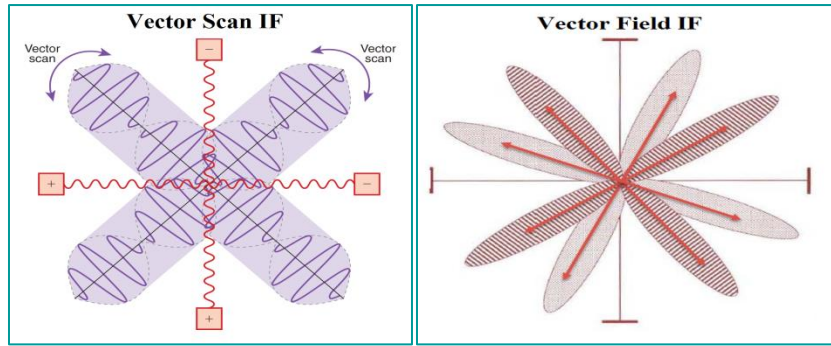 Vector Scan IF
Vector
scan
Vector
scan
−
+
−
+
Vector Field IF